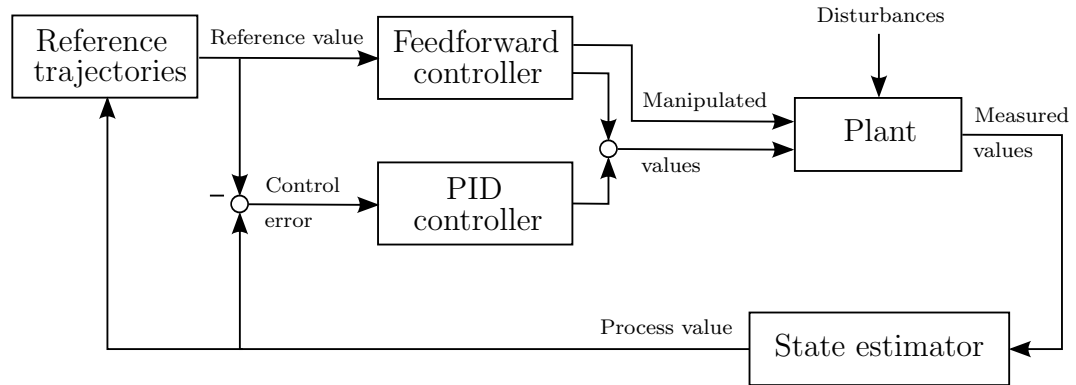 Disturbances
Reference
trajectories
Reference value
Feedforward
controller
Manipulated
values
Plant
Measured
values
−
Control
error
PID
controller
Process value
State estimator